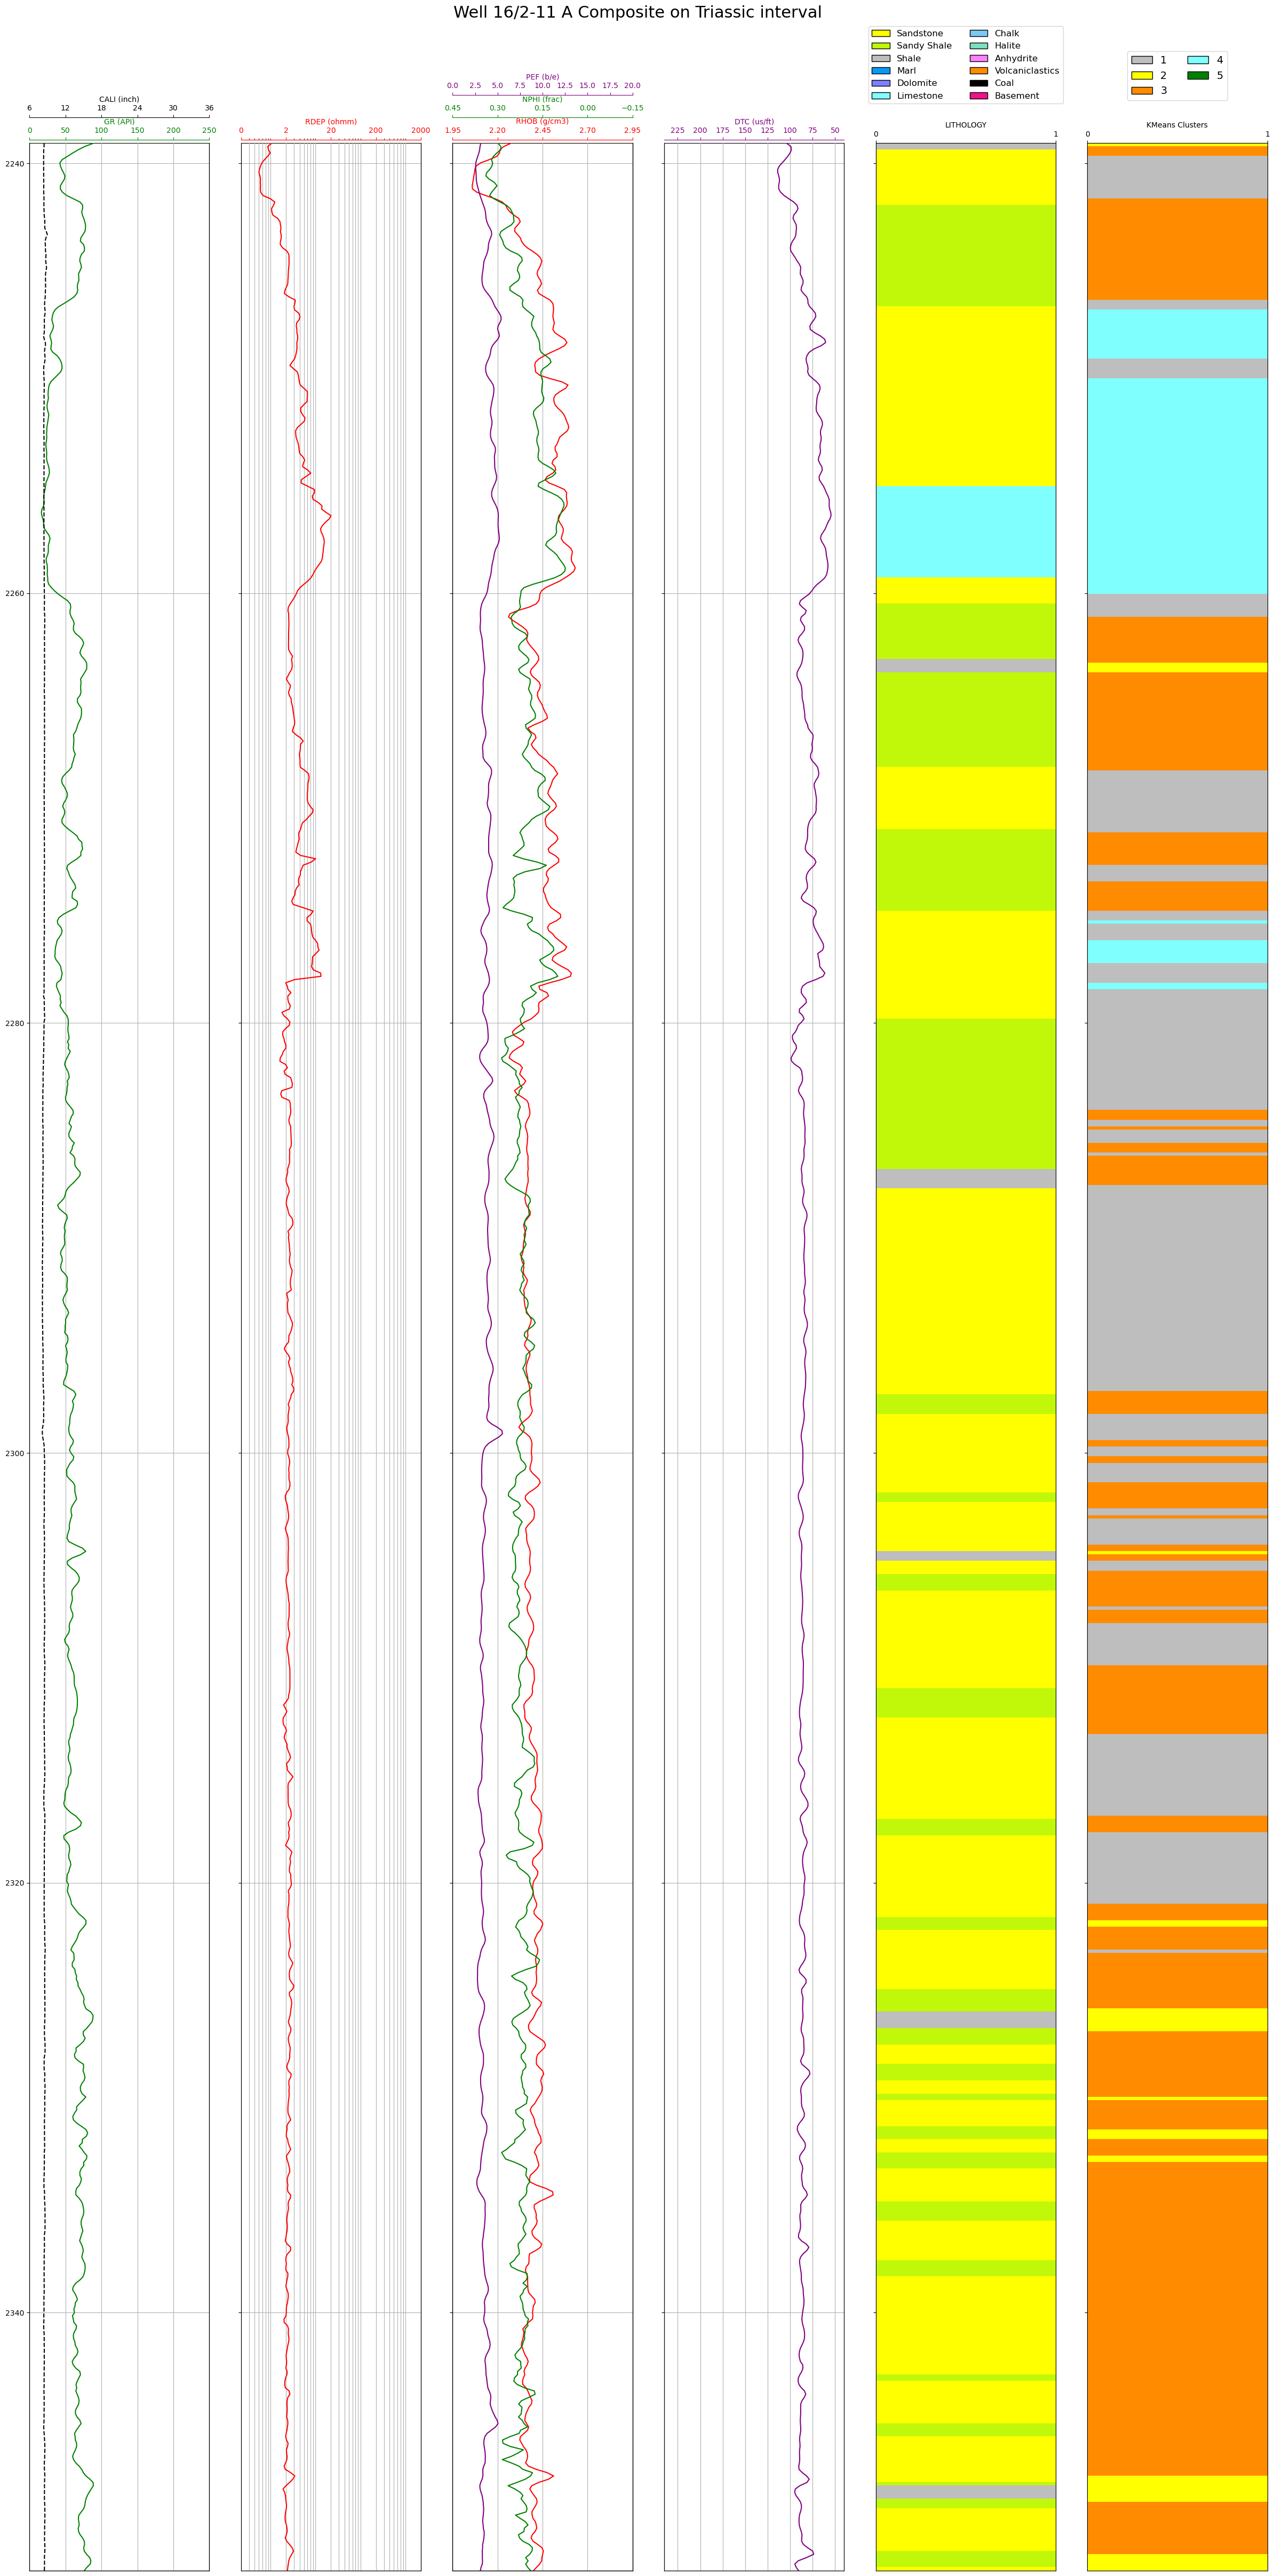 Well 16/2-11 A Composite on Triassic interval
Sandstone Chalk
Sandy Shale Halite
Shale Anhydrite
Marl Volcaniclastics
Dolomite Coal
Limestone Basement
1 4
2 5
3
PEF (b/e)
0.0 2.5 5.0 7.5 10.0 12.5 15.0 17.5 20.0
CALI (inch) NPHI (frac)
6 12 18 24 30 36 0.45 0.30 0.15 0.00 −0.15
GR (API) RDEP (ohmm) RHOB (g/cm3) DTC (us/ft) LITHOLOGY KMeans Clusters
0 50 100 150 200 250 0 2 20 200 2000 1.95 2.20 2.45 2.70 2.95 225 200 175 150 125 100 75 50 0 1 0 1
2240
2260
2280
2300
2320
2340